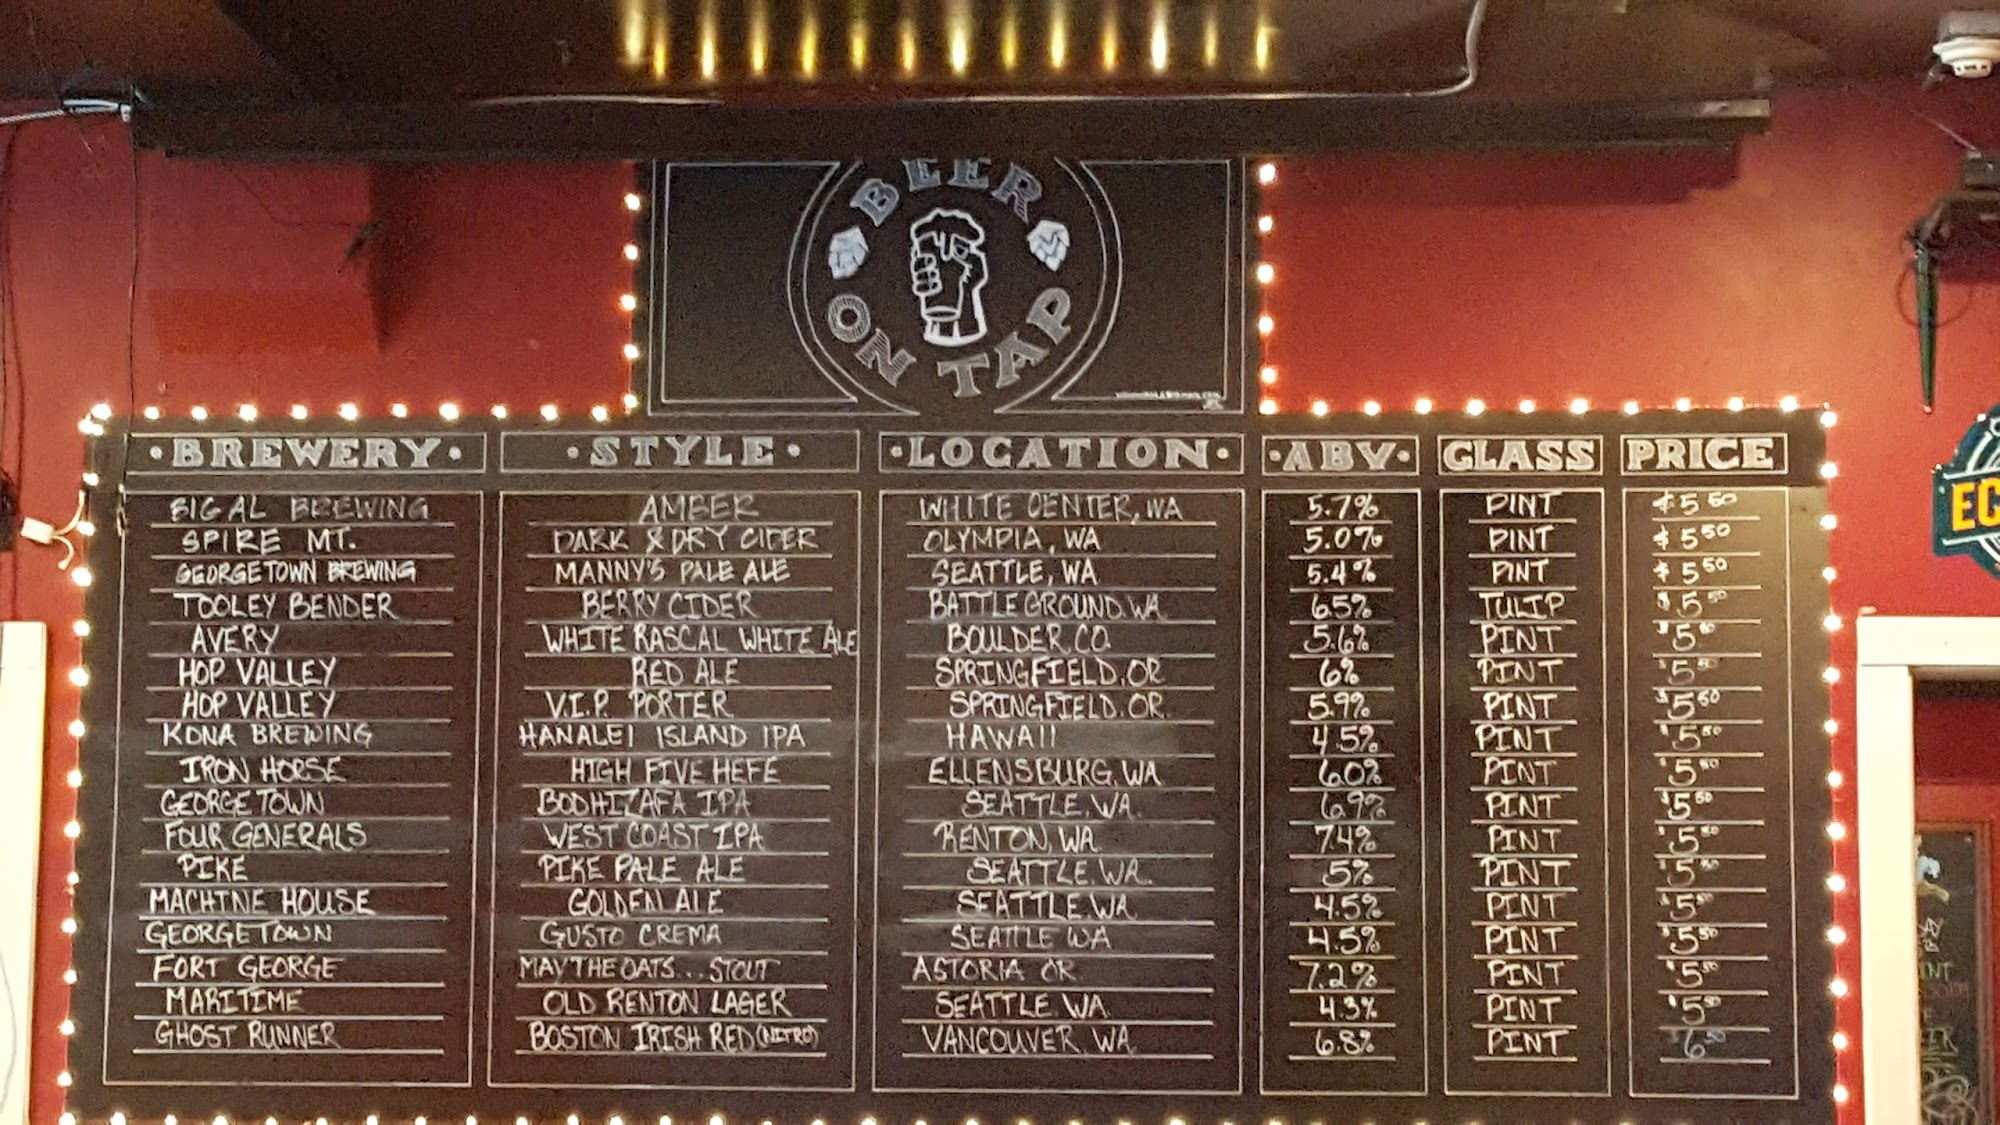 BEER
ON TAP
·BREWERY· ·STYLE· ·LOCATION· ·ABV· GLASS PRICE
BIG AL BREWING AMBER WHITE CENTER, WA 5.7% PINT $5.50
SPIRE MT. DARK & DRY CIDER OLYMPIA, WA 5.0% PINT $5.50
GEORGETOWN BREWING MANNY'S PALE ALE SEATTLE, WA 5.4% PINT $5.50
TOOLEY BENDER BERRY CIDER BATTLEGROUND. WA 6.5% TULIP $5.50
AVERY WHITE RASCAL WHITE ALE BOULDER, CO. 5.6% PINT $5.50
HOP VALLEY RED ALE SPRINGFIELD. OR 6% PINT $5.50
HOP VALLEY V.I.P. PORTER SPRINGFIELD. OR 5.9% PINT $5.50
KONA BREWING HANALEI ISLAND IPA HAWAII 4.5% PINT $5.50
IRON HORSE HIGH FIVE HEFE ELLENSBURG, WA 6.0% PINT $5.50
GEORGETOWN BODHIZAFA IPA SEATTLE, WA. 6.9% PINT $5.50
FOUR GENERALS WEST COAST IPA RENTON, WA. 7.4% PINT $5.50
PIKE PIKE PALE ALE SEATTLE. WA. 5% PINT $5.50
MACHINE HOUSE GOLDEN ALE SEATTLE. WA 4.5% PINT $5.50
GEORGETOWN GUSTO CREMA SEATTLE WA 4.5% PINT $5.50
FORT GEORGE MAY THE OATS... STOUT ASTORIA OR 7.2% PINT $5.50
MARITIME OLD RENTON LAGER SEATTLE. WA 4.3% PINT $5.50
GHOST RUNNER BOSTON IRISH RED (NITRO) VANCOUVER, WA 6.8% PINT $6.50
EC